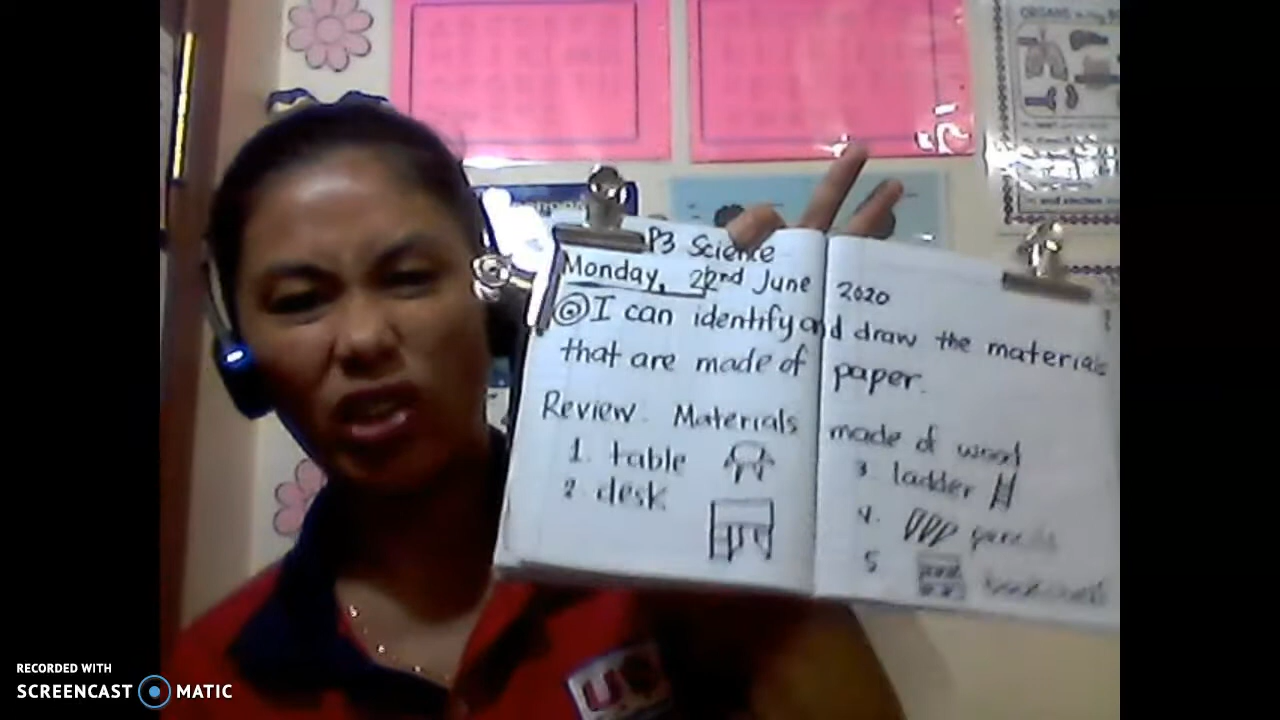 ORGANS
P3 Science
Monday, 22nd June 2020
I can identify and draw the materials
that are made of paper.
Review: Materials made of wood
1. table
2. desk
3. ladder
4. pencils
5
RECORDED WITH
SCREENCAST MATIC